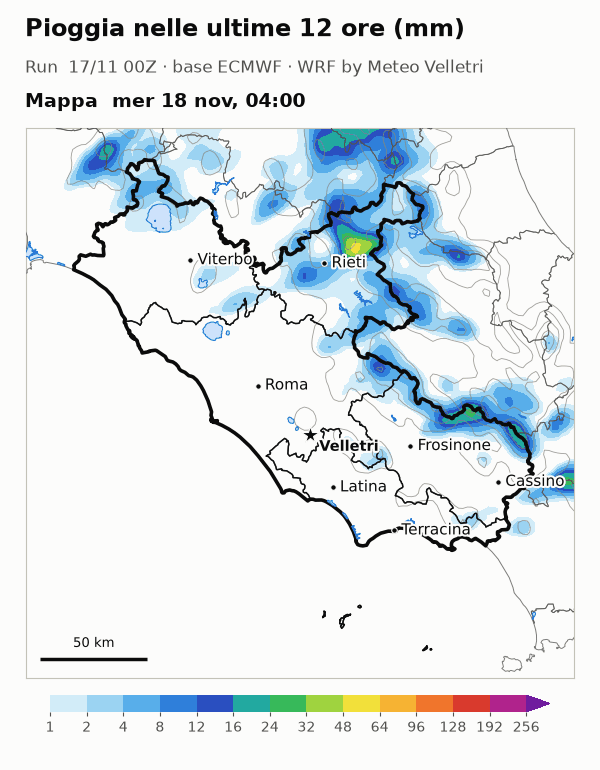 Pioggia nelle ultime 12 ore (mm)
Run  17/11 00Z · base ECMWF · WRF by Meteo Velletri
Mappa  mer 18 nov, 04:00
Viterbo
Rieti
Roma
Velletri
Frosinone
Cassino
Latina
Terracina
50 km
1 2 4 8 12 16 24 32 48 64 96 128 192 256